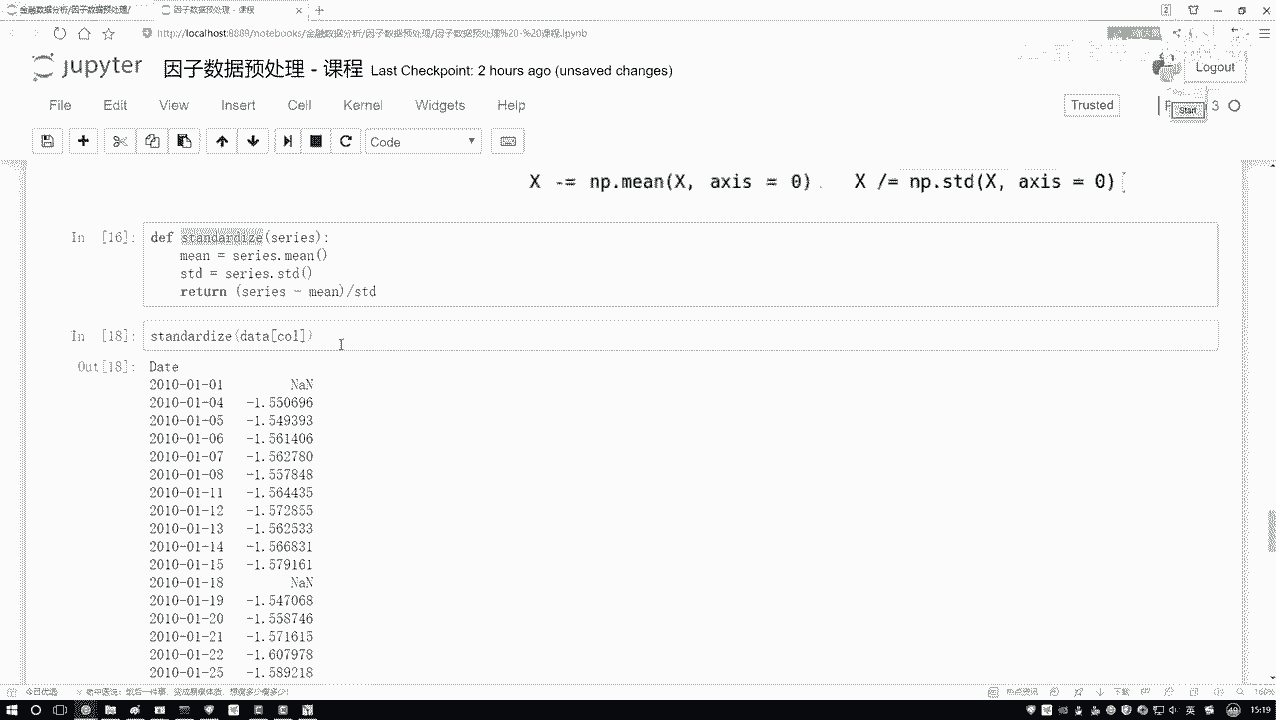 金融数据分析/因子数据预处理/
因子数据预处理 - 课程
http://localhost:8889/notebooks/金融数据分析/因子数据预处理/因子数据预处理%20-%20课程.ipynb
jupyter 因子数据预处理 - 课程 Last Checkpoint: 2 hours ago (unsaved changes)
Logout
File Edit View Insert Cell Kernel Widgets Help
Trusted
Start
3
Code
X -= np.mean(X, axis = 0). X /= np.std(X, axis = 0)
In [16]:
def standardize(series):
mean = series.mean()
std = series.std()
return (series - mean)/std
In [18]:
standardize(data[col])
Out[18]:
Date
2010-01-01 NaN
2010-01-04 -1.550696
2010-01-05 -1.549393
2010-01-06 -1.561406
2010-01-07 -1.562780
2010-01-08 -1.557848
2010-01-11 -1.564435
2010-01-12 -1.572855
2010-01-13 -1.562533
2010-01-14 -1.566831
2010-01-15 -1.579161
2010-01-18 NaN
2010-01-19 -1.547068
2010-01-20 -1.558746
2010-01-21 -1.571615
2010-01-22 -1.607978
2010-01-25 -1.589218
今日优选
下载
160%
英
15:19